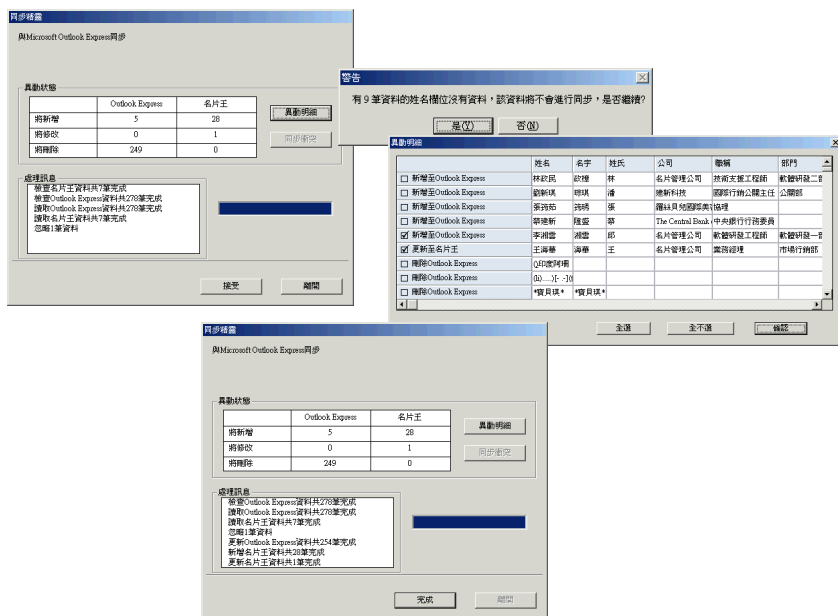 同步精靈
與Microsoft Outlook Express同步
異動狀態
Outlook Express 名片王
將新增 5 28
將修改 0 1
將刪除 249 0
異動明細
同步衝突
處理訊息
檢查名片王資料共7筆完成
檢查Outlook Express資料共278筆完成
讀取Outlook Express資料共278筆完成
讀取名片王資料共7筆完成
忽略1筆資料
接受 離開
警告
有 9 筆資料的姓名欄位沒有資料，該資料將不會進行同步，是否繼續?
是(Y) 否(N)
異動明細
姓名 名字 姓氏 公司 職稱 部門
新增至Outlook Express 林政民 政樟 林 名片管理公司 技術支援工程師 軟體研發二部
新增至Outlook Express 劉新琪 琪 潘 建新科技 國際行銷公關主任 公關部
新增至Outlook Express 張筠茹 張 羅絲貝兒國際美 協理
新增至Outlook Express 蔡建新 隆盛 蔡 The Central Bank 中央銀行行務委員
新增至Outlook Express 李湘雲 湘雲 邱 名片管理公司 軟體研發工程師 軟體研發一部
更新至名片王 王海華 海華 王 名片管理公司 業務經理 市場行銷部
刪除Outlook Express ()印度阿
刪除Outlook Express
刪除Outlook Express *寶貝琪* *寶貝琪*
全選 全不選 確認
同步精靈
與Microsoft Outlook Express同步
異動狀態
Outlook Express 名片王
將新增 5 28
將修改 0 1
將刪除 249 0
異動明細
同步衝突
處理訊息
檢查Outlook Express資料共278筆完成
讀取Outlook Express資料共278筆完成
讀取名片王資料共7筆完成
忽略1筆資料
更新Outlook Express資料共254筆完成
新增名片王資料共28筆完成
更新名片王資料共1筆完成
完成 離開